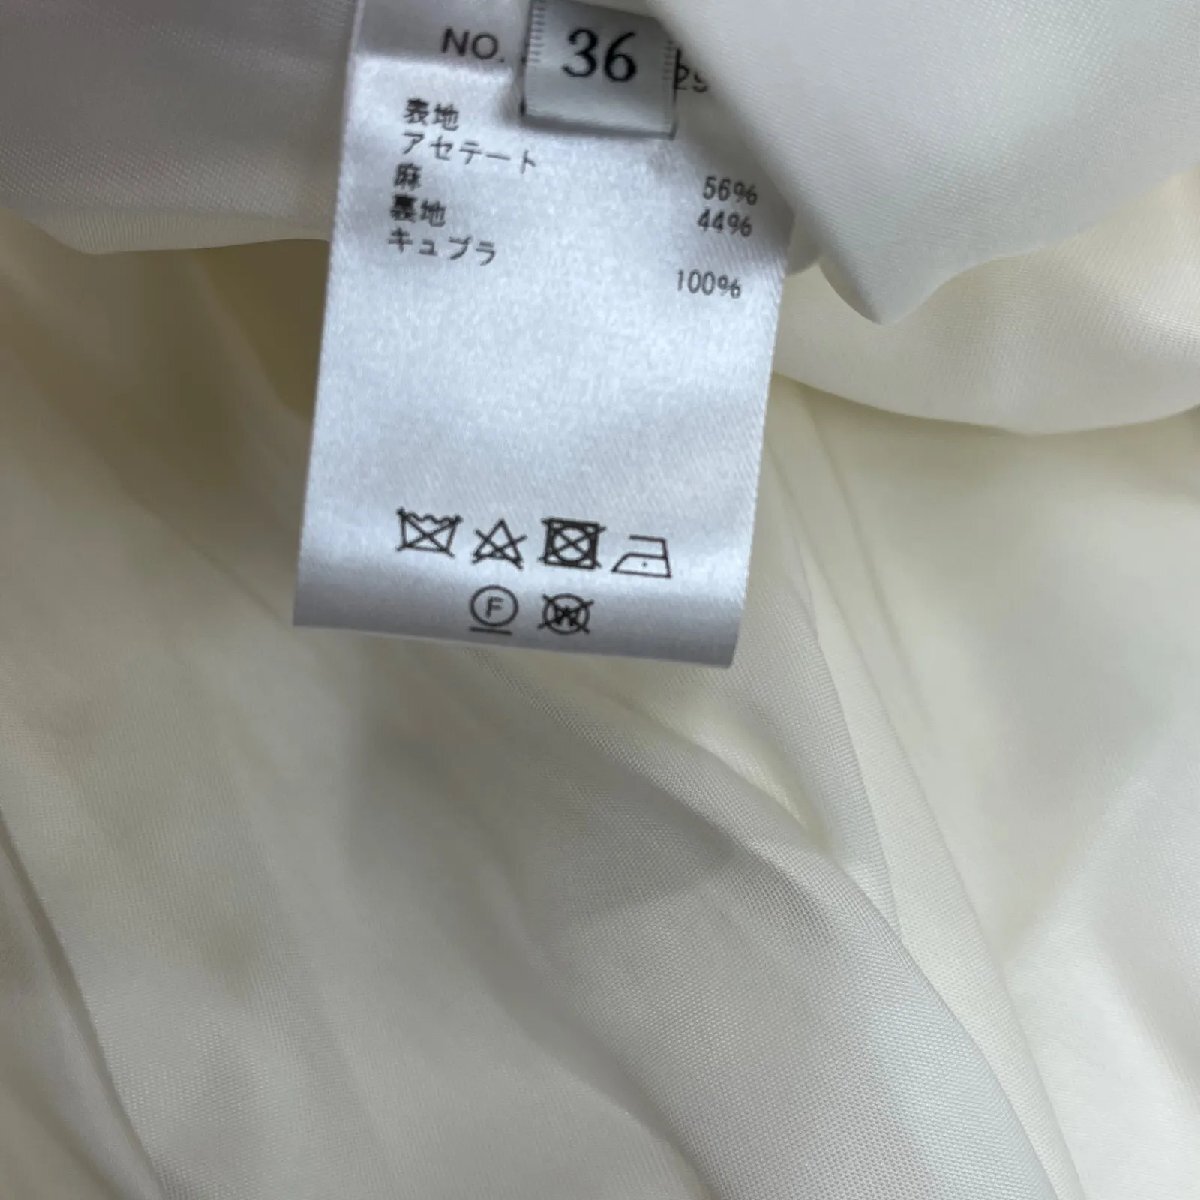 NO.
36
表地
アセテート 56%
麻 44%
裏地
キュプラ 100%
F
W